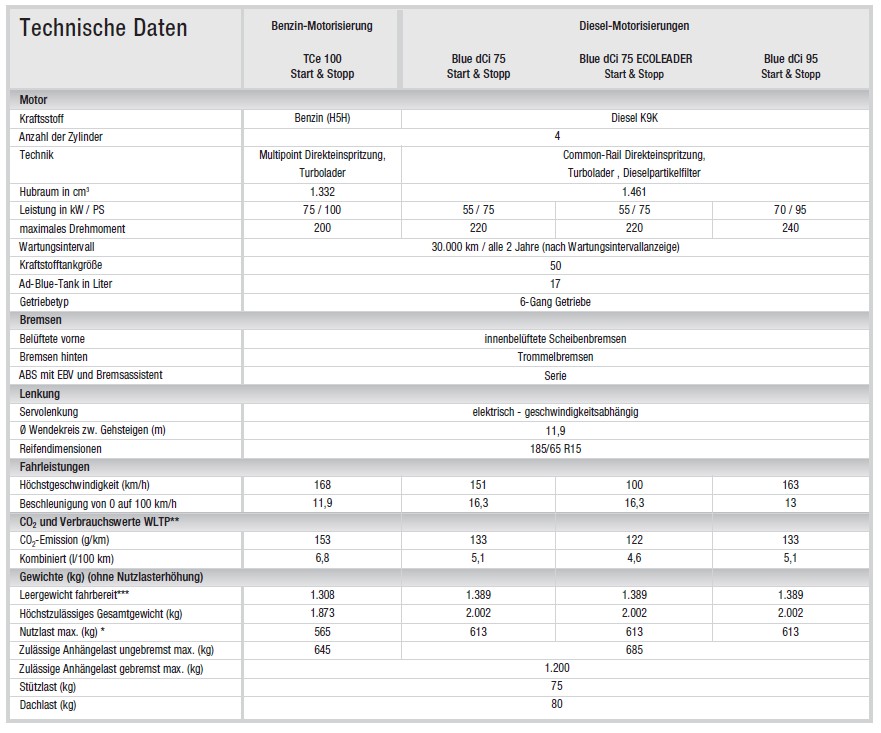 Technische Daten Benzin-Motorisierung Diesel-Motorisierungen
TCe 100 Blue dCi 75 Blue dCi 75 ECOLEADER Blue dCi 95
Start & Stopp Start & Stopp Start & Stopp Start & Stopp
Motor
Kraftsstoff Benzin (H5H) Diesel K9K
Anzahl der Zylinder 4
Technik Multipoint Direkteinspritzung, Common-Rail Direkteinspritzung,
Turbolader Turbolader , Dieselpartikelfilter
Hubraum in cm³ 1.332 1.461
Leistung in kW / PS 75 / 100 55 / 75 55 / 75 70 / 95
maximales Drehmoment 200 220 220 240
Wartungsintervall 30.000 km / alle 2 Jahre (nach Wartungsintervallanzeige)
Kraftstofftankgröße 50
Ad-Blue-Tank in Liter 17
Getriebetyp 6-Gang Getriebe
Bremsen
Belüftete vorne innenbelüftete Scheibenbremsen
Bremsen hinten Trommelbremsen
ABS mit EBV und Bremsassistent Serie
Lenkung
Servolenkung elektrisch - geschwindigkeitsabhängig
Ø Wendekreis zw. Gehsteigen (m) 11,9
Reifendimensionen 185/65 R15
Fahrleistungen
Höchstgeschwindigkeit (km/h) 168 151 100 163
Beschleunigung von 0 auf 100 km/h 11,9 16,3 16,3 13
CO₂ und Verbrauchswerte WLTP**
CO₂-Emission (g/km) 153 133 122 133
Kombiniert (l/100 km) 6,8 5,1 4,6 5,1
Gewichte (kg) (ohne Nutzlasterhöhung)
Leergewicht fahrbereit*** 1.308 1.389 1.389 1.389
Höchstzulässiges Gesamtgewicht (kg) 1.873 2.002 2.002 2.002
Nutzlast max. (kg) * 565 613 613 613
Zulässige Anhängelast ungebremst max. (kg) 645 685
Zulässige Anhängelast gebremst max. (kg) 1.200
Stützlast (kg) 75
Dachlast (kg) 80